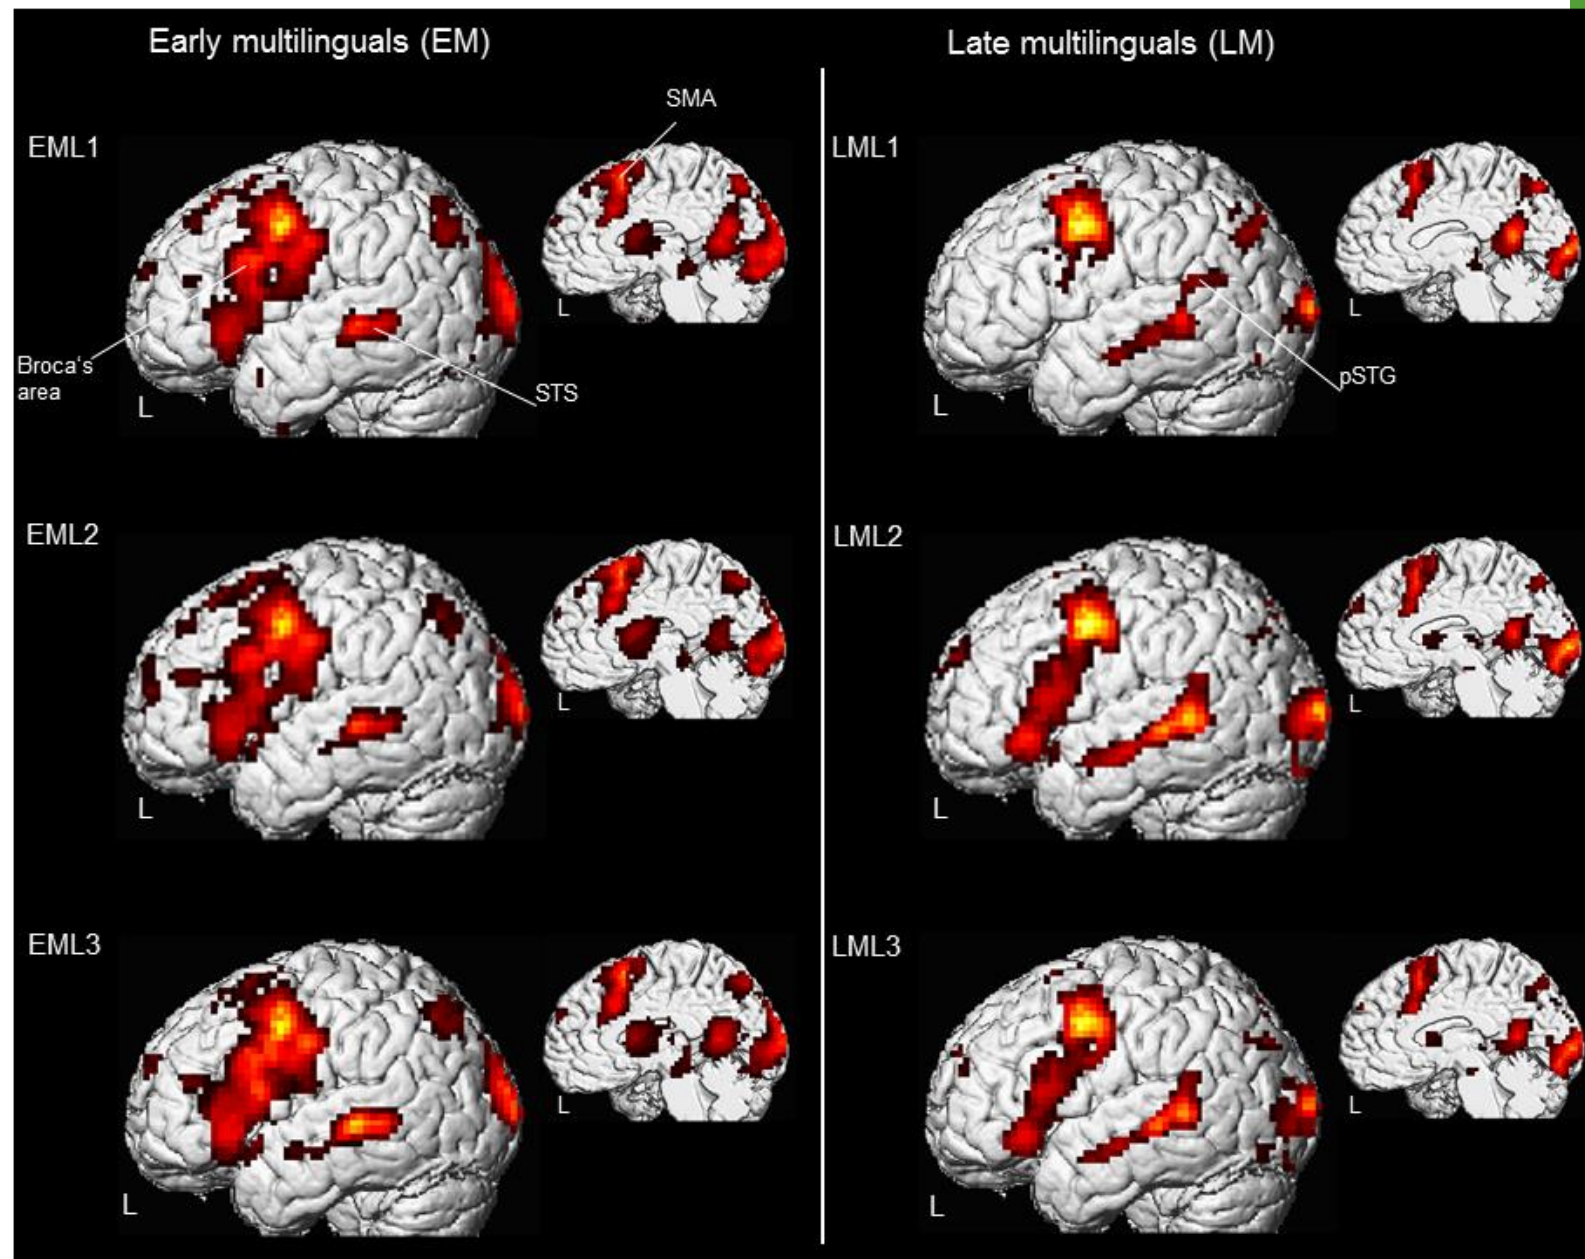 Early multilinguals (EM)
Late multilinguals (LM)
SMA
EML1
LML1
L
L
Broca‘s
area
STS
pSTG
L
L
EML2
LML2
L
L
L
L
EML3
LML3
L
L
L
L